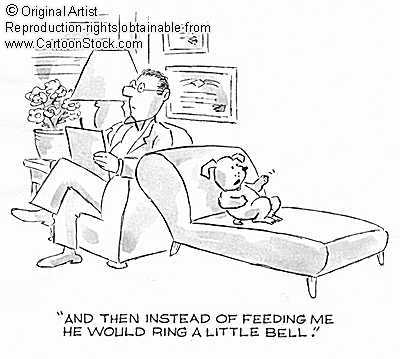 © Original Artist
Reproduction rights obtainable from
www.CartoonStock.com
"AND THEN INSTEAD OF FEEDING ME
HE WOULD RING A LITTLE BELL."